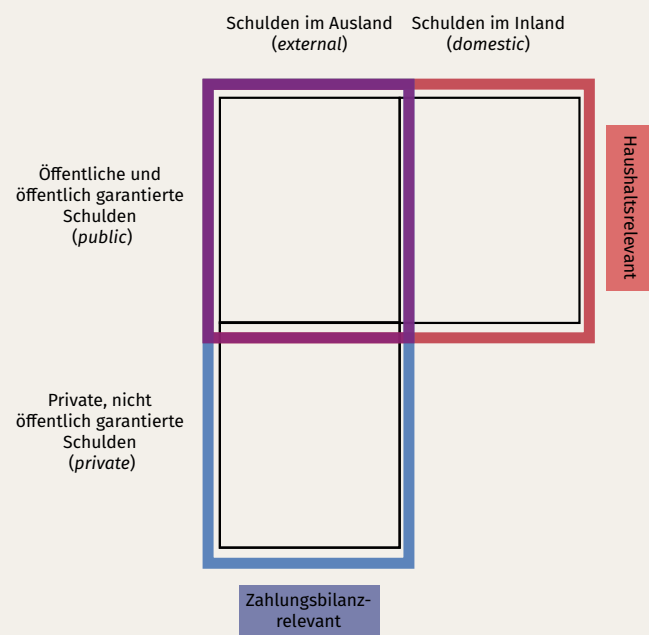 Schulden im Ausland
(external)
Schulden im Inland
(domestic)
Öffentliche und
öffentlich garantierte
Schulden
(public)
Haushaltsrelevant
Private, nicht
öffentlich garantierte
Schulden
(private)
Zahlungsbilanz-
relevant